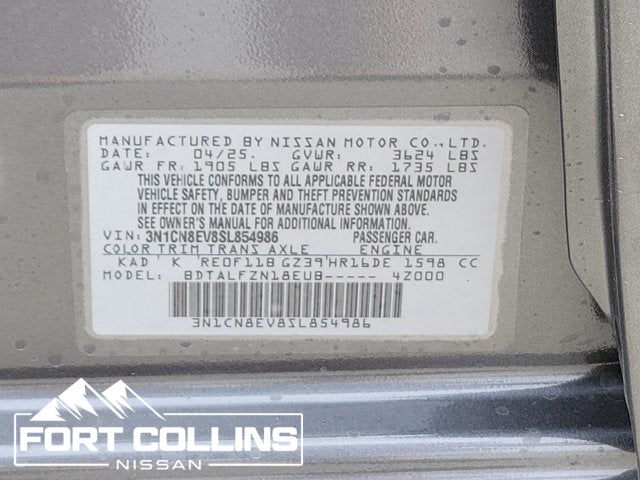 MANUFACTURED BY NISSAN MOTOR CO., LTD.
DATE: 04/25. GVWR: 3624 LBS
GAWR FR: 1905 LBS GAWR RR: 1735 LBS
THIS VEHICLE CONFORMS TO ALL APPLICABLE FEDERAL MOTOR
VEHICLE SAFETY, BUMPER AND THEFT PREVENTION STANDARDS
IN EFFECT ON THE DATE OF MANUFACTURE SHOWN ABOVE.
SEE OWNER'S MANUAL FOR ADDITIONAL INFORMATION.
VIN: 3N1CN8EV8SL854986 PASSENGER CAR.
COLOR TRIM TRANS AXLE ENGINE
KAD K RE0F11B GZ39 HR16DE 1598 CC
MODEL: BDTALFZN18EUB----- 4Z000
3N1CN8EV8SL854986
FORT COLLINS
NISSAN